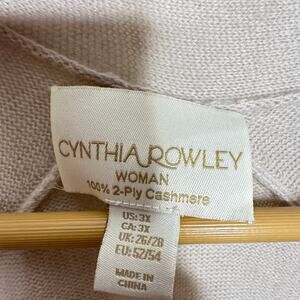 CYNTHIA ROWLEY
WOMAN
100% 2-Ply Cashmere
US: 3X
CA: 3X
UK: 26/28
EU: 52/54
MADE IN
CHINA